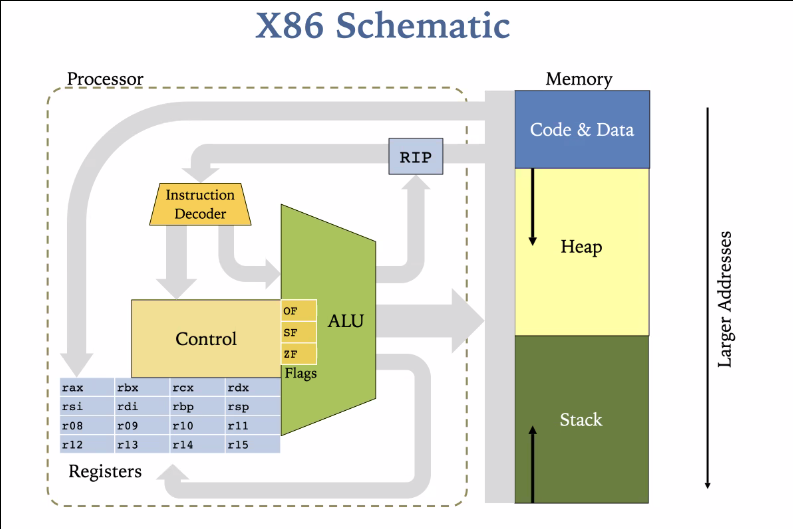 X86 Schematic
Processor
Memory
Code & Data
RIP
Instruction
Decoder
Heap
Larger Addresses
OF
SF
ZF
Flags
ALU
Control
rax rbx rcx rdx
rsi rdi rbp rsp
r08 r09 r10 r11
r12 r13 r14 r15
Stack
Registers